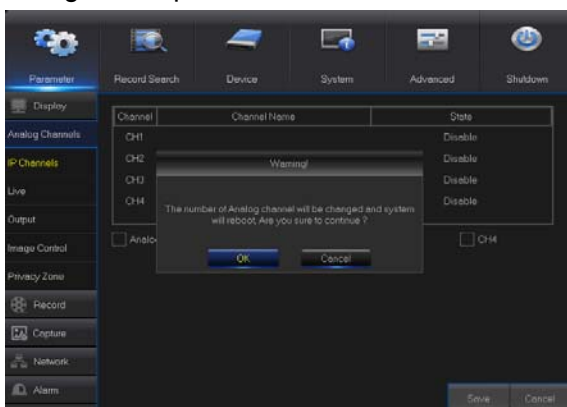 Parameter Record Search Device System Advanced Shutdown
Display
Analog Channels
IP Channels
Live
Output
Image Control
Privacy Zone
Record
Capture
Network
Alarm
Channel Channel Name State
CH1 Disable
CH2 Disable
CH3 Disable
CH4 Disable
Analo
CH4
Warning!
The number of Analog channel will be changed and system
will reboot, Are you sure to continue ?
OK Cancel
Save Cancel